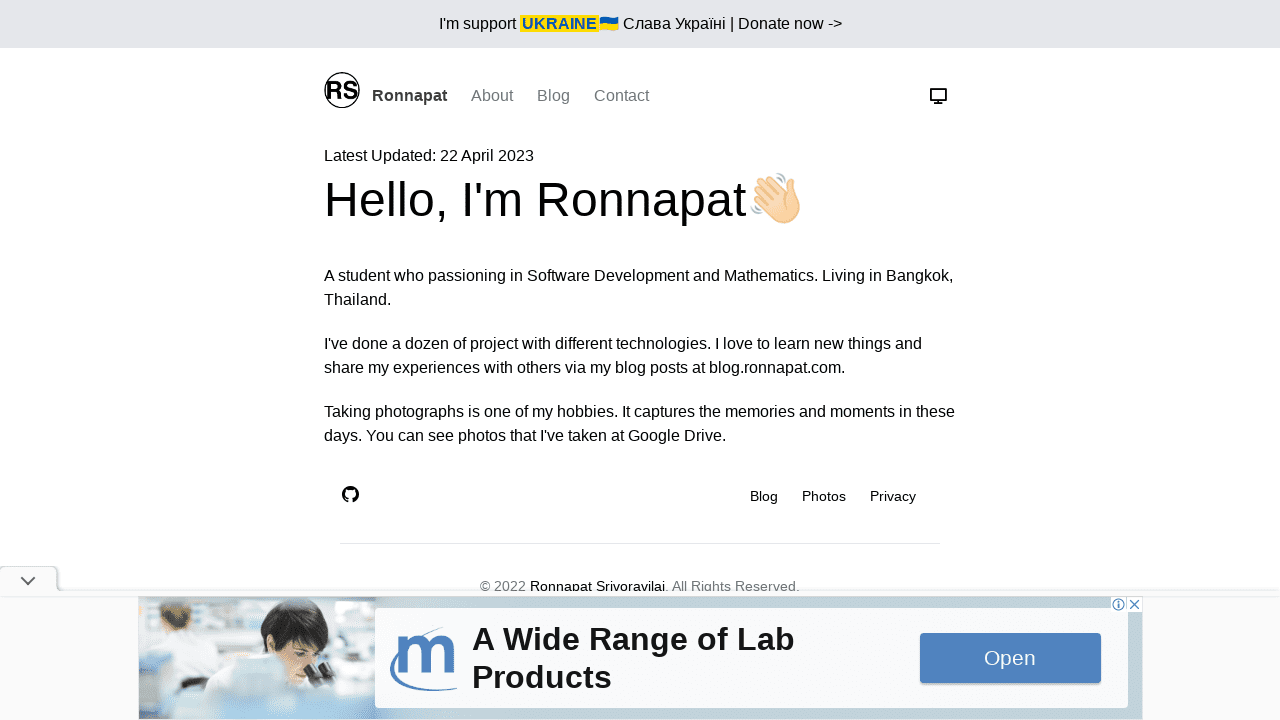 I'm support UKRAINE🇺🇦 Слава Україні | Donate now ->
RS Ronnapat About Blog Contact
Latest Updated: 22 April 2023
Hello, I'm Ronnapat👋🏻
A student who passioning in Software Development and Mathematics. Living in Bangkok,
Thailand.
I've done a dozen of project with different technologies. I love to learn new things and
share my experiences with others via my blog posts at blog.ronnapat.com.
Taking photographs is one of my hobbies. It captures the memories and moments in these
days. You can see photos that I've taken at Google Drive.
Blog Photos Privacy
© 2022 Ronnapat Srivoravilai. All Rights Reserved.
m
A Wide Range of Lab
Products
Open